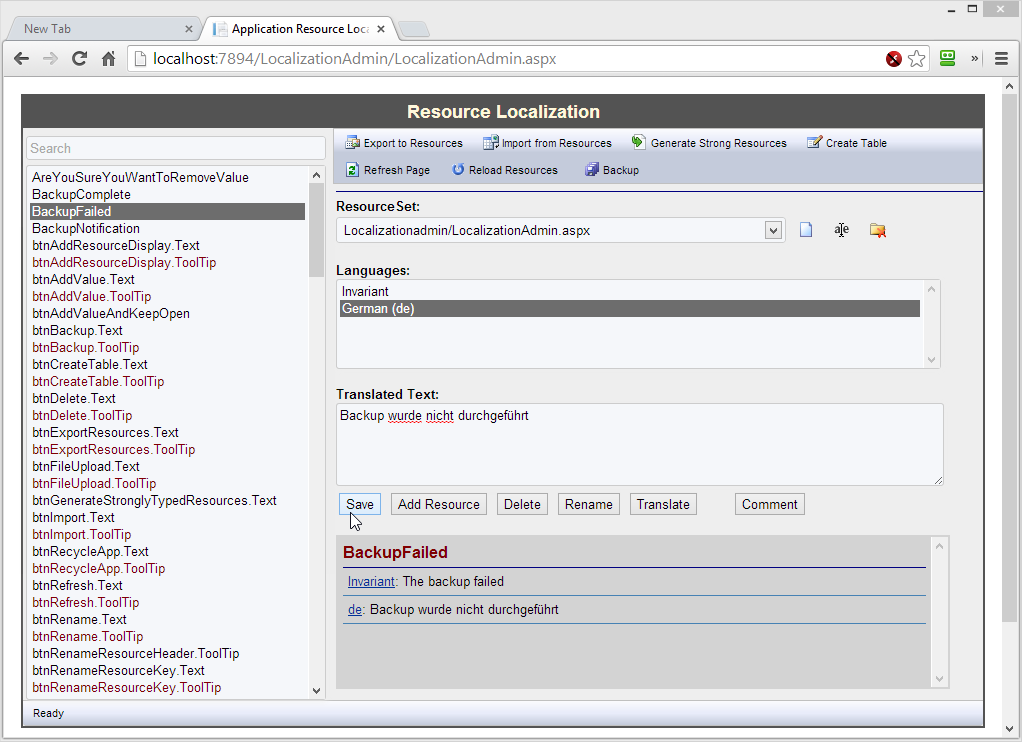 New Tab
Application Resource Loca
localhost:7894/LocalizationAdmin/LocalizationAdmin.aspx
Resource Localization
Search
Export to Resources
Import from Resources
Generate Strong Resources
Create Table
Refresh Page
Reload Resources
Backup
AreYouSureYouWantToRemoveValue
BackupComplete
BackupFailed
BackupNotification
btnAddResourceDisplay.Text
btnAddResourceDisplay.ToolTip
btnAddValue.Text
btnAddValue.ToolTip
btnAddValueAndKeepOpen
btnBackup.Text
btnBackup.ToolTip
btnCreateTable.Text
btnCreateTable.ToolTip
btnDelete.Text
btnDelete.ToolTip
btnExportResources.Text
btnExportResources.ToolTip
btnFileUpload.Text
btnFileUpload.ToolTip
btnGenerateStronglyTypedResources.Text
btnImport.Text
btnImport.ToolTip
btnRecycleApp.Text
btnRecycleApp.ToolTip
btnRefresh.Text
btnRefresh.ToolTip
btnRename.Text
btnRename.ToolTip
btnRenameResourceHeader.ToolTip
btnRenameResourceKey.Text
btnRenameResourceKey.ToolTip
ResourceSet:
Localizationadmin/LocalizationAdmin.aspx
Languages:
Invariant
German (de)
Translated Text:
Backup wurde nicht durchgeführt
Save
Add Resource
Delete
Rename
Translate
Comment
BackupFailed
Invariant: The backup failed
de: Backup wurde nicht durchgeführt
Ready